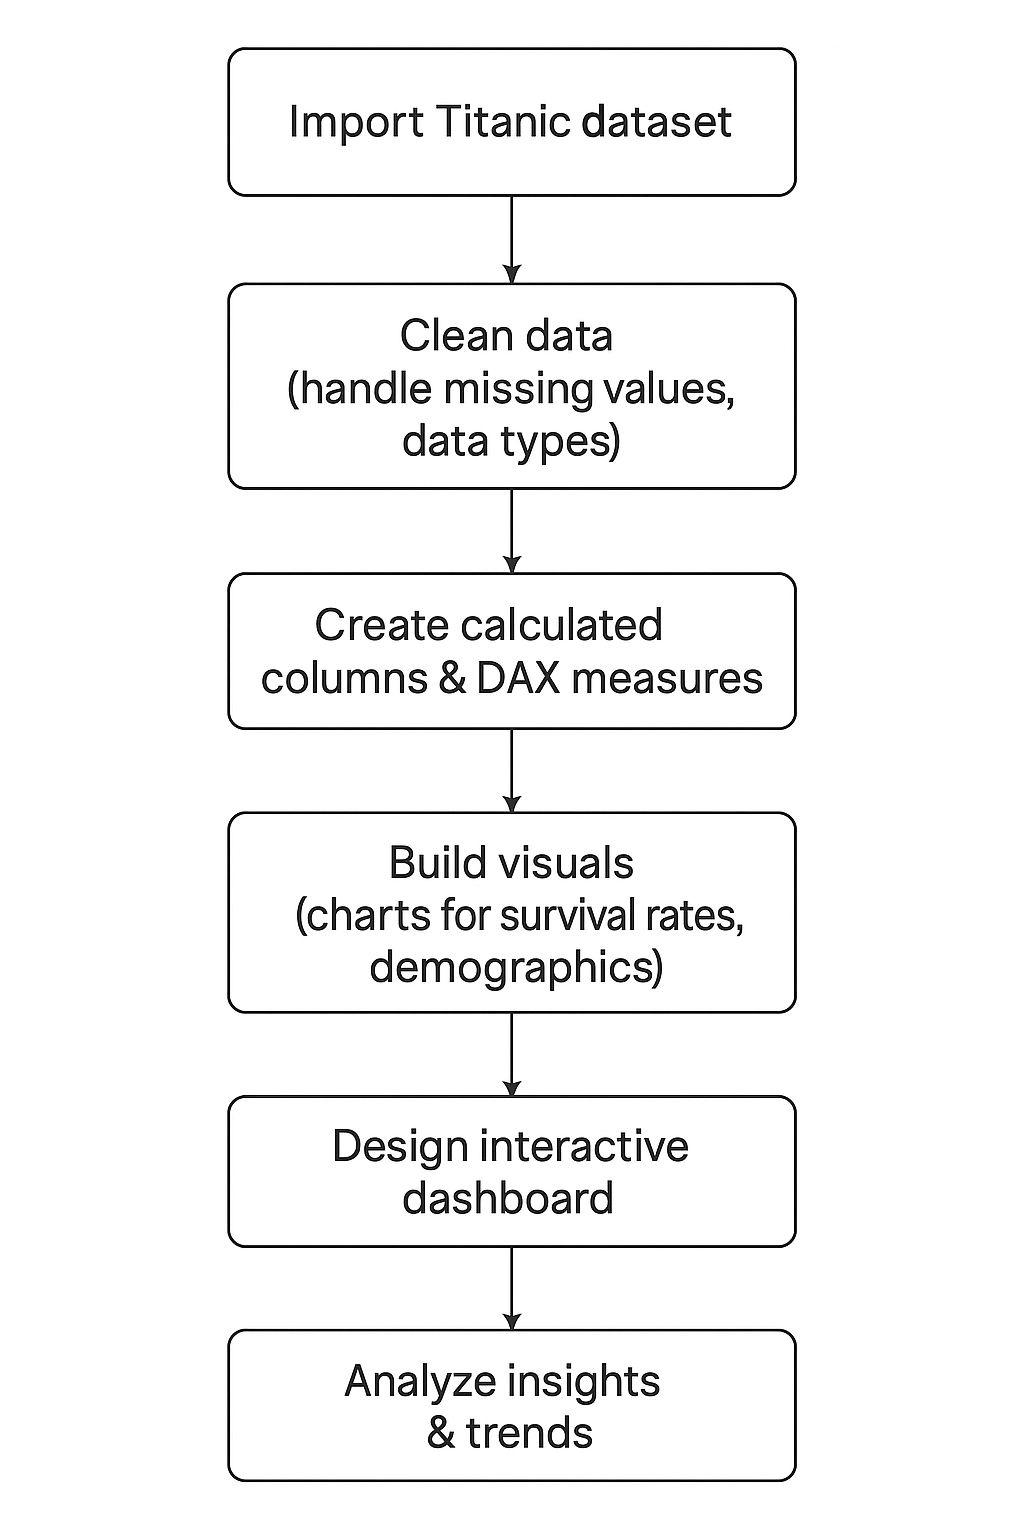 Import Titanic dataset
Clean data
(handle missing values,
data types)
Create calculated
columns & DAX measures
Build visuals
(charts for survival rates,
demographics)
Design interactive
dashboard
Analyze insights
& trends